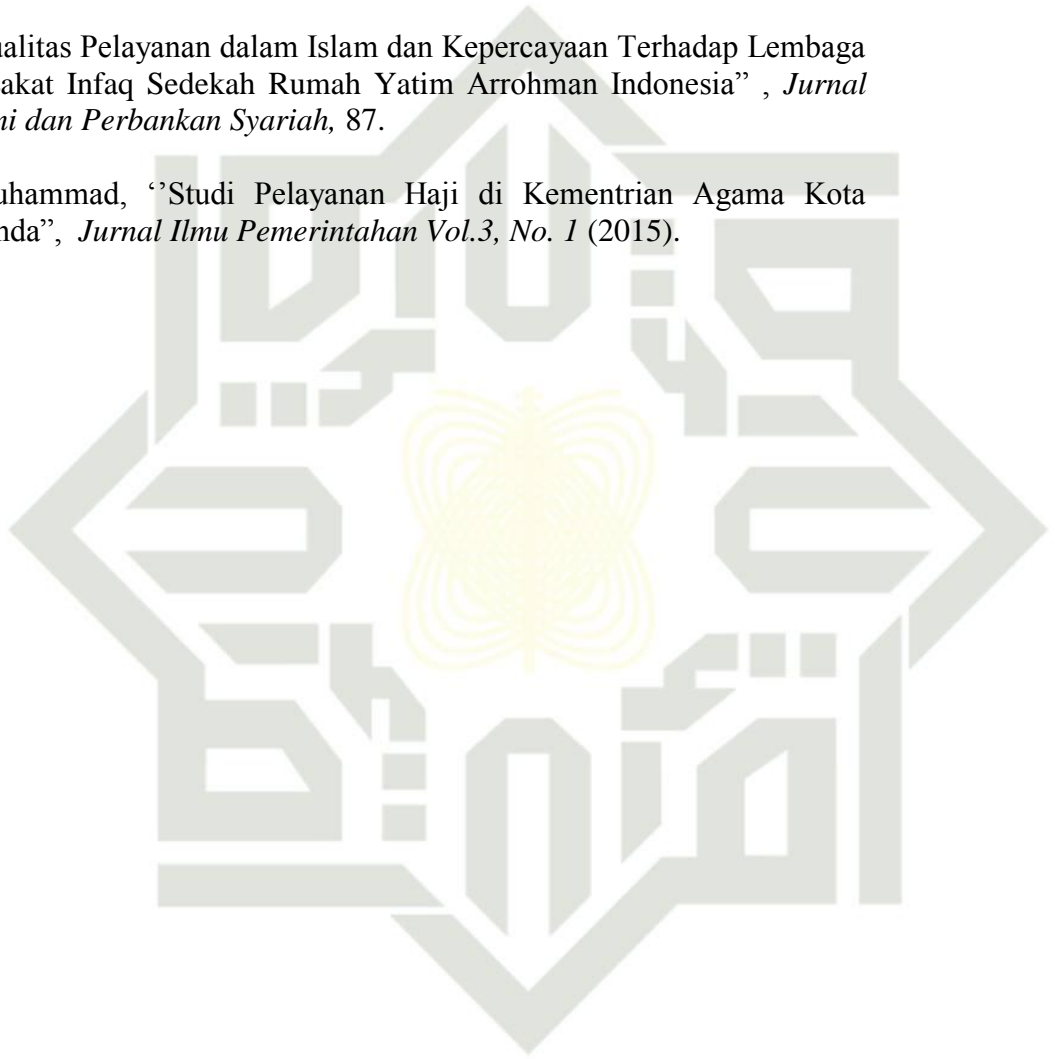 ualitas Pelayanan dalam Islam dan Kepercayaan Terhadap Lembaga
akat Infaq Sedekah Rumah Yatim Arrohman Indonesia” , Jurnal
ni dan Perbankan Syariah, 87.
uhammad, ‘’Studi Pelayanan Haji di Kementrian Agama Kota
nda”, Jurnal Ilmu Pemerintahan Vol.3, No. 1 (2015).